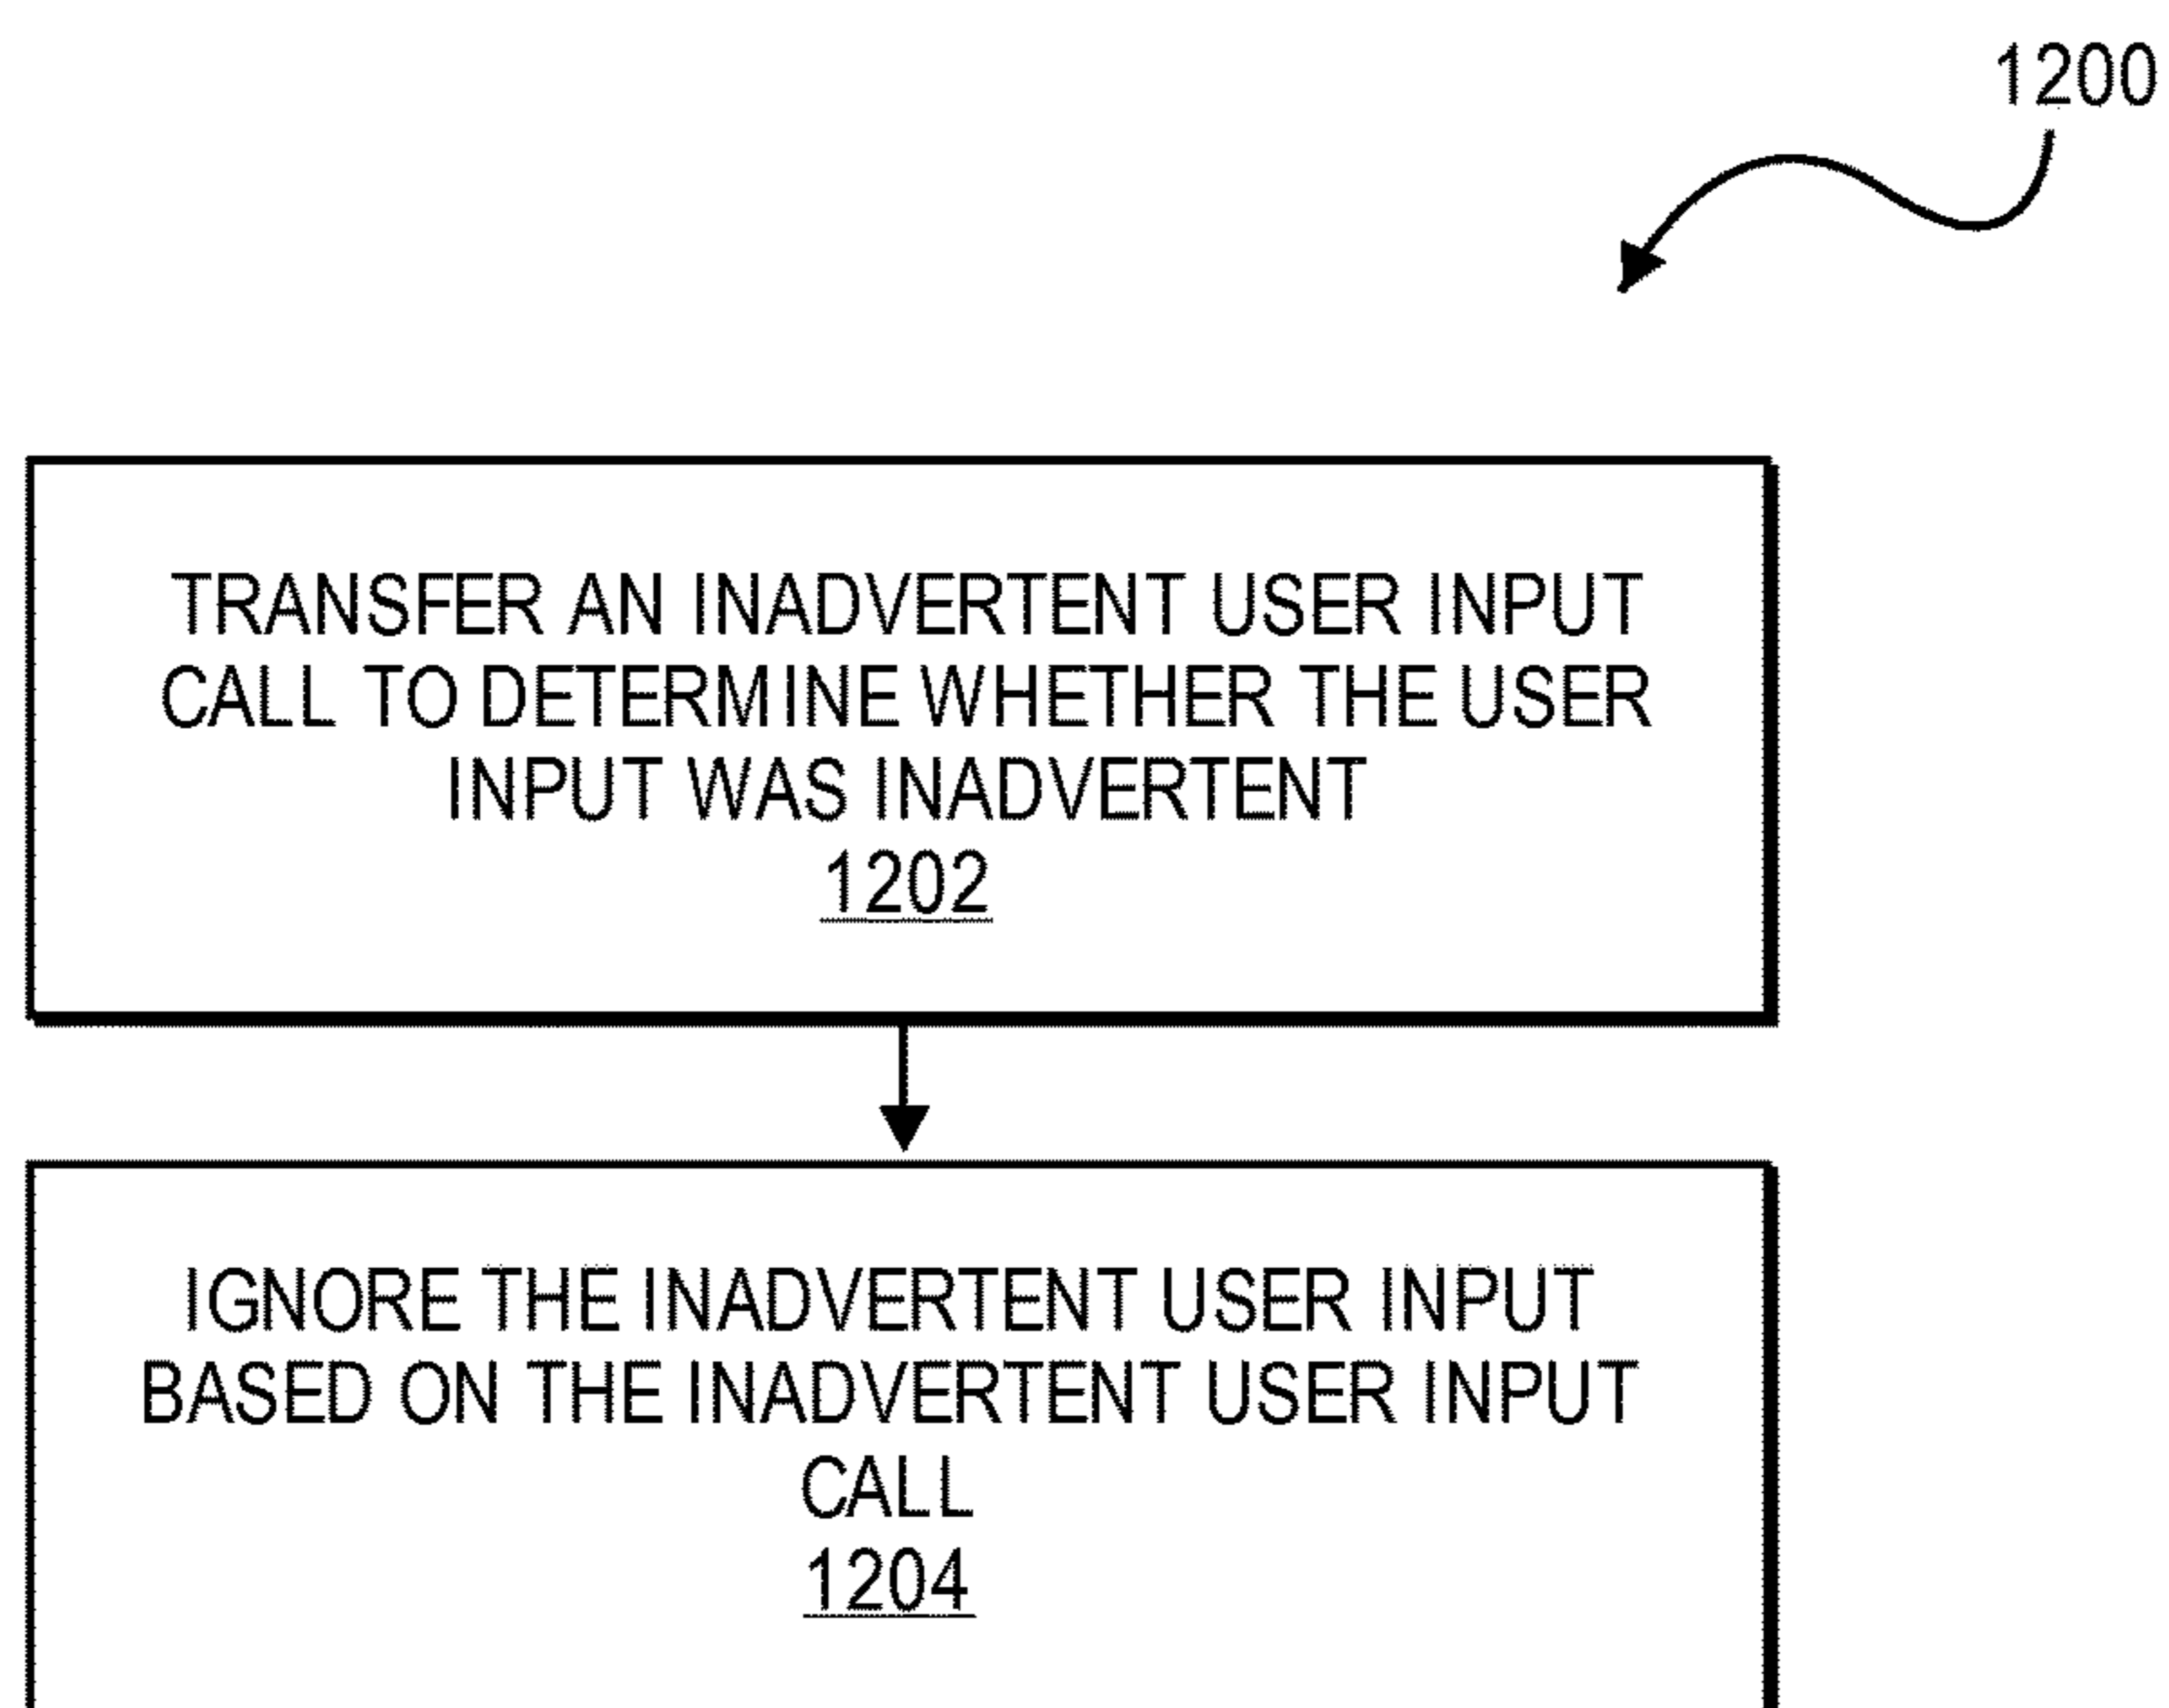 1200
TRANSFER AN INADVERTENT USER INPUT
CALL TO DETERMINE WHETHER THE USER
INPUT WAS INADVERTENT
1202
IGNORE THE INADVERTENT USER INPUT
BASED ON THE INADVERTENT USER INPUT
CALL
1204